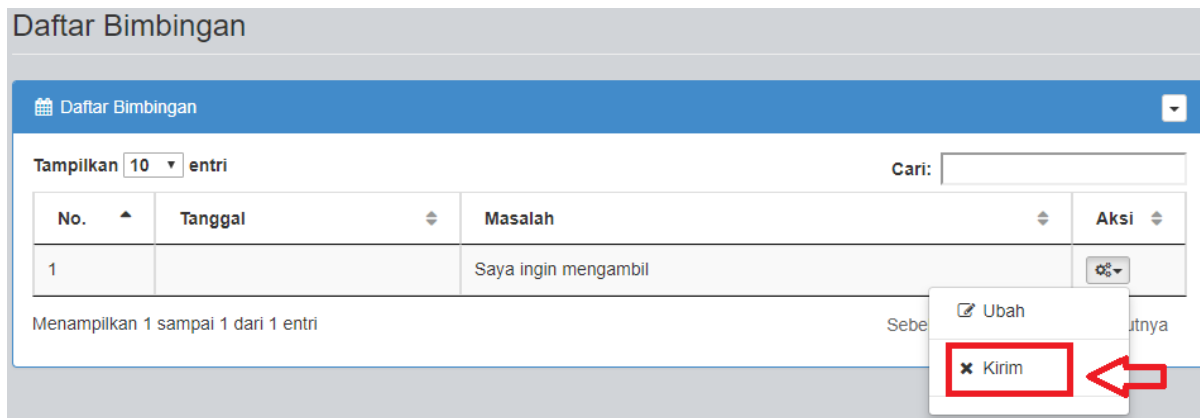 Daftar Bimbingan
Daftar Bimbingan
Tampilkan 10 entri Cari:
No. Tanggal Masalah Aksi
1 Saya ingin mengambil
Menampilkan 1 sampai 1 dari 1 entri
Ubah
Kirim